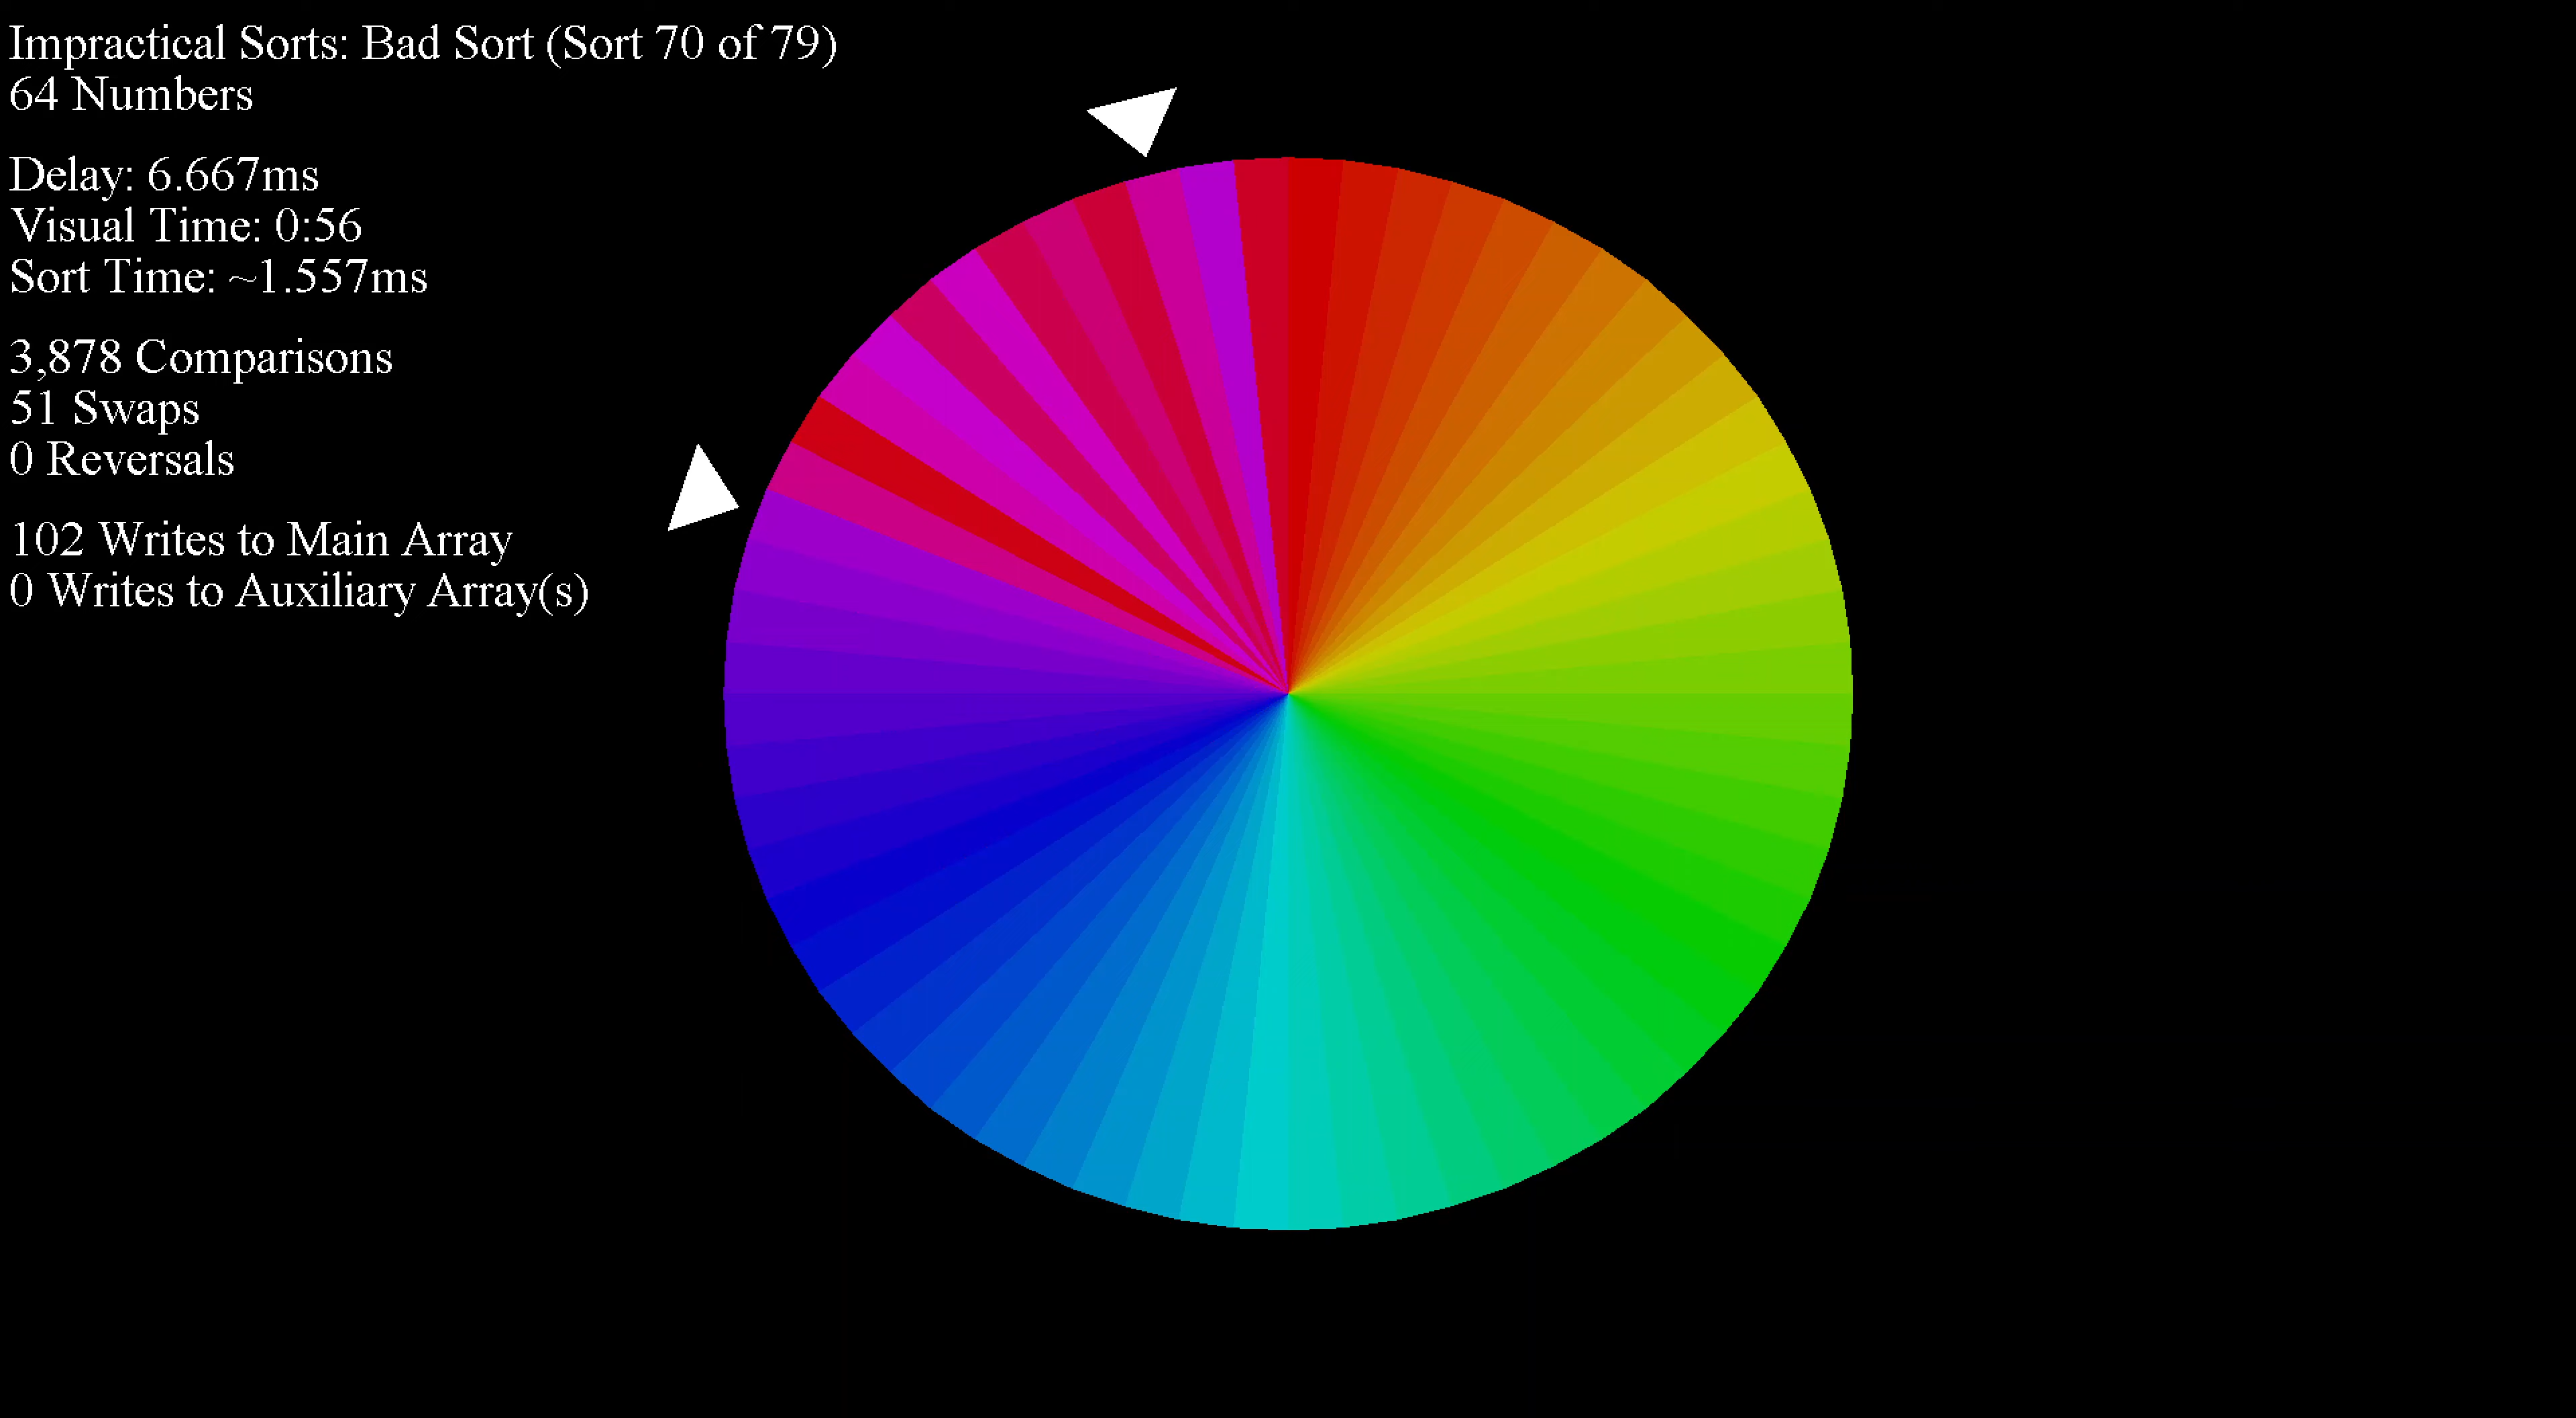 Impractical Sorts: Bad Sort (Sort 70 of 79)
64 Numbers
Delay: 6.667ms
Visual Time: 0:56
Sort Time: ~1.557ms
3,878 Comparisons
51 Swaps
0 Reversals
102 Writes to Main Array
0 Writes to Auxiliary Array(s)